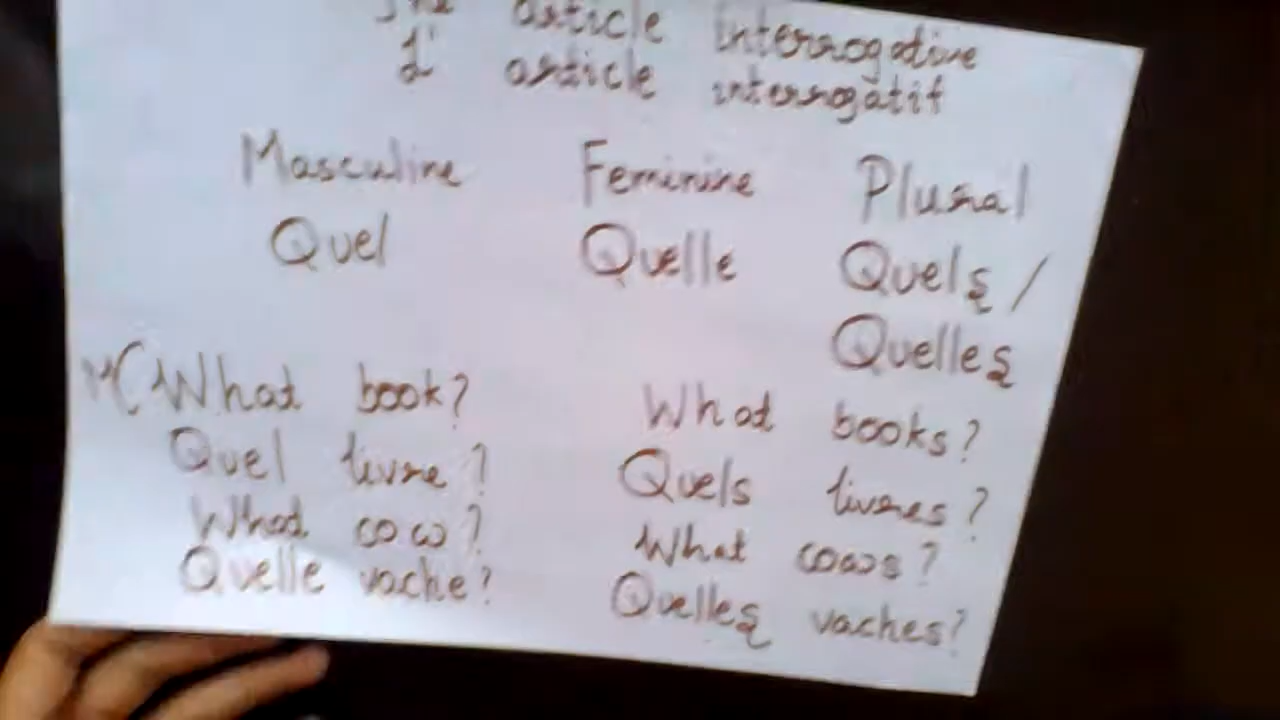 The article interrogative
L' article interrogatif
Masculine Feminine Plural
Quel Quelle Quels /
Quelles
What book? What books?
Quel livre? Quels livres?
What cow? What cows?
Quelle vache? Quelles vaches?